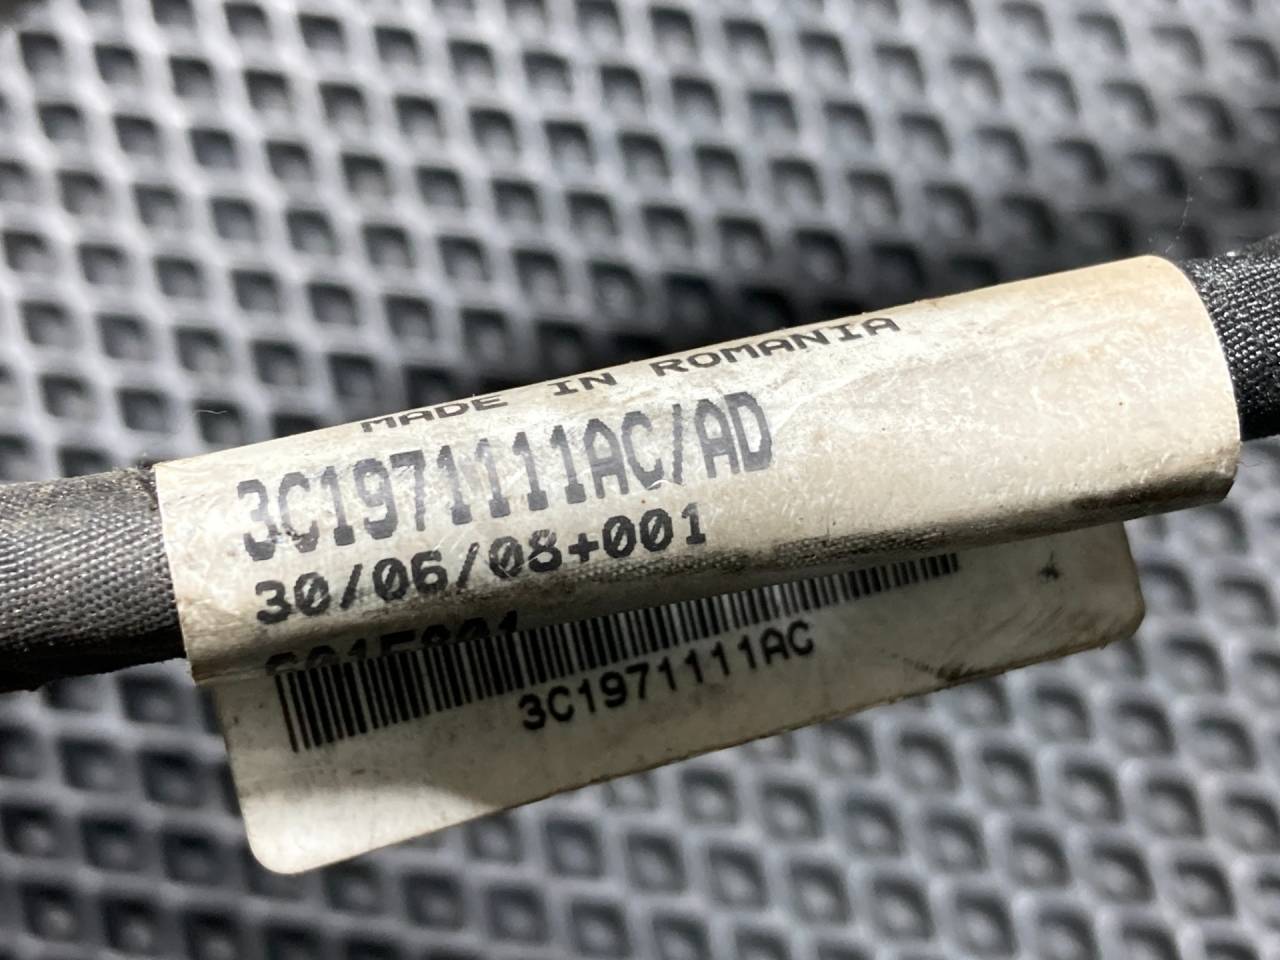 MADE IN ROMANIA
3C1971111AC/AD
30/06/08+001
3C1971111AC